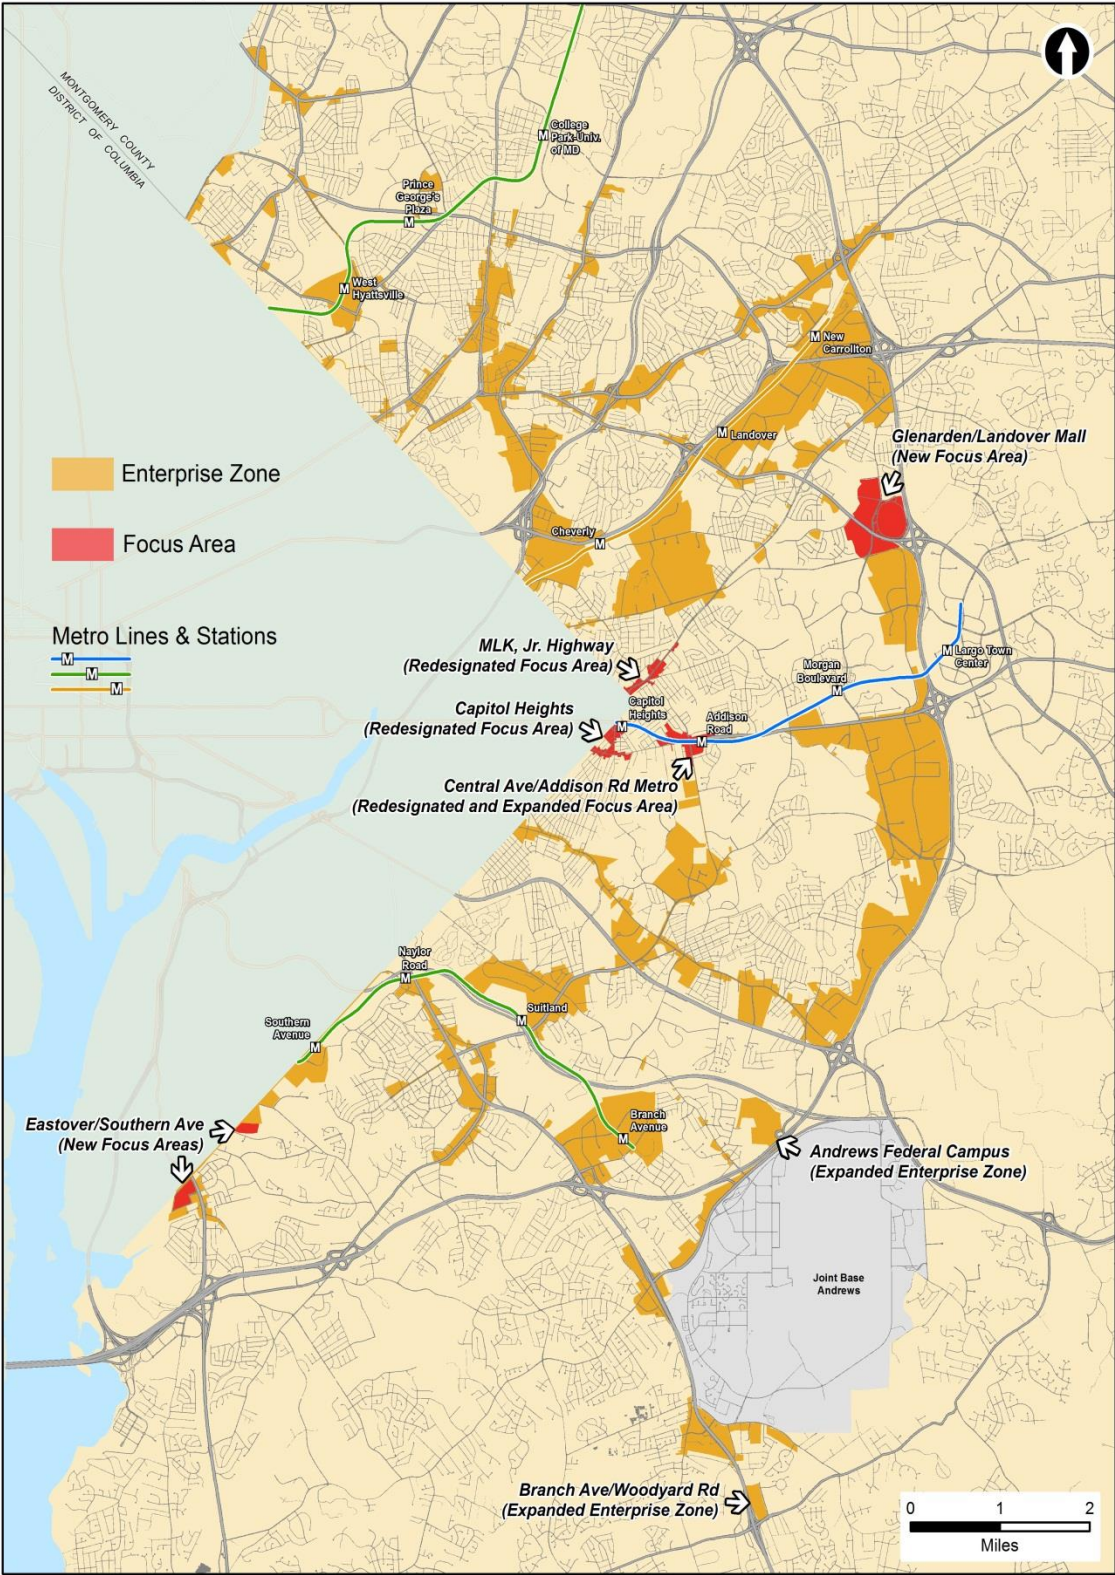 MONTGOMERY COUNTY
DISTRICT OF COLUMBIA
M College
Park-Univ.
of MD
Prince
George's
Plaza
M
M West
Hyattsville
M New
Carrollton
M Landover
Glenarden/Landover Mall
(New Focus Area)
Enterprise Zone
Focus Area
Cheverly
M
Metro Lines & Stations
M
M
M
MLK, Jr. Highway
(Redesignated Focus Area)
Morgan
Boulevard
M
M Largo Town
Center
Capitol Heights
(Redesignated Focus Area)
Capitol
Heights
M
Addison
Road
M
Central Ave/Addison Rd Metro
(Redesignated and Expanded Focus Area)
Naylor
Road
M
Suitland
M
Southern
Avenue
M
Eastover/Southern Ave
(New Focus Areas)
Branch
Avenue
M
Andrews Federal Campus
(Expanded Enterprise Zone)
Joint Base
Andrews
Branch Ave/Woodyard Rd
(Expanded Enterprise Zone)
0 1 2
Miles